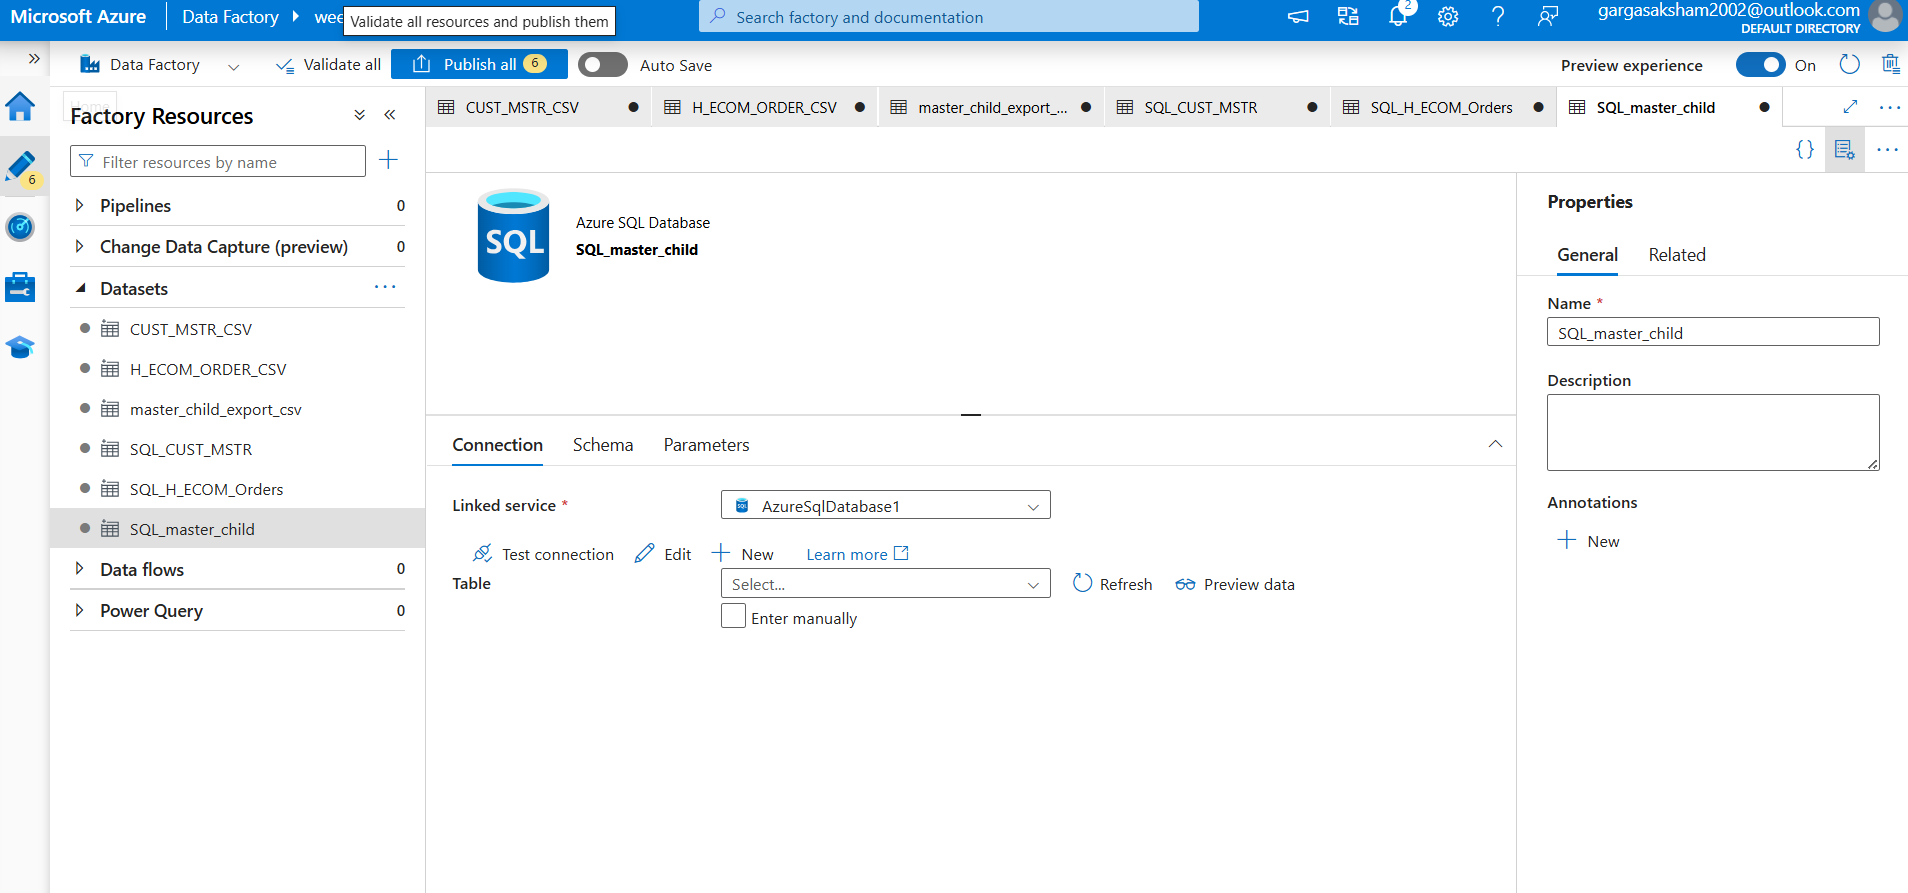 Microsoft Azure
Data Factory
wee
Validate all resources and publish them
Search factory and documentation
2
gargasaksham2002@outlook.com
DEFAULT DIRECTORY
Data Factory
Validate all
Publish all
6
Auto Save
Preview experience
On
Home
Factory Resources
Filter resources by name
6
Pipelines
0
Change Data Capture (preview)
0
Datasets
CUST_MSTR_CSV
H_ECOM_ORDER_CSV
master_child_export_csv
SQL_CUST_MSTR
SQL_H_ECOM_Orders
SQL_master_child
Data flows
0
Power Query
0
CUST_MSTR_CSV
H_ECOM_ORDER_CSV
master_child_export_...
SQL_CUST_MSTR
SQL_H_ECOM_Orders
SQL_master_child
{}
SQL
Azure SQL Database
SQL_master_child
Connection
Schema
Parameters
Linked service *
SQL
AzureSqlDatabase1
Test connection
Edit
New
Learn more
Table
Select...
Refresh
Preview data
Enter manually
Properties
General
Related
Name *
SQL_master_child
Description
Annotations
New